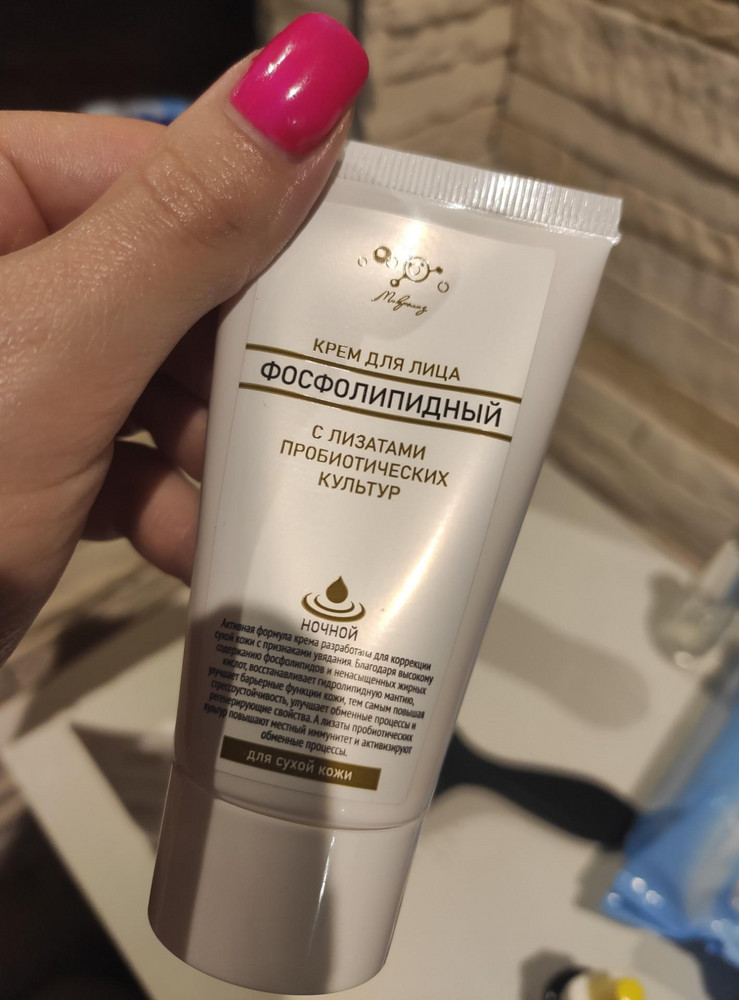 Микролиз
КРЕМ ДЛЯ ЛИЦА
ФОСФОЛИПИДНЫЙ
С ЛИЗАТАМИ
ПРОБИОТИЧЕСКИХ
КУЛЬТУР
НОЧНОЙ
Активная формула крема разработана для коррекции
сухой кожи с признаками увядания. Благодаря высокому
содержанию фосфолипидов и ненасыщенных жирных
кислот, восстанавливает гидролипидную мантию,
улучшает барьерные функции кожи, тем самым повышая
стрессоустойчивость, улучшает обменные процессы и
регенерирующие свойства. А лизаты пробиотических
культур повышают местный иммунитет и активизируют
обменные процессы.
для сухой кожи